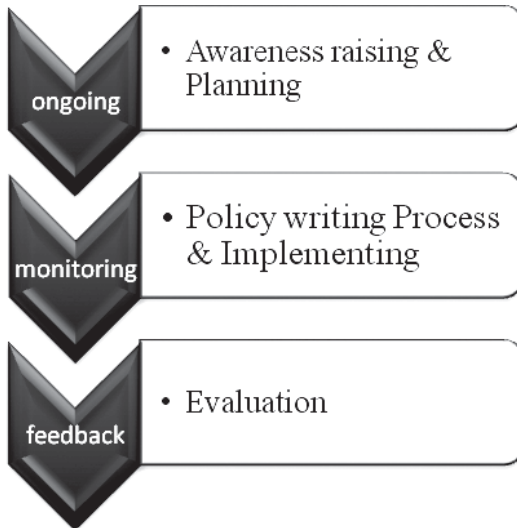 • Awareness raising &
Planning
ongoing
• Policy writing Process
& Implementing
monitoring
• Evaluation
feedback